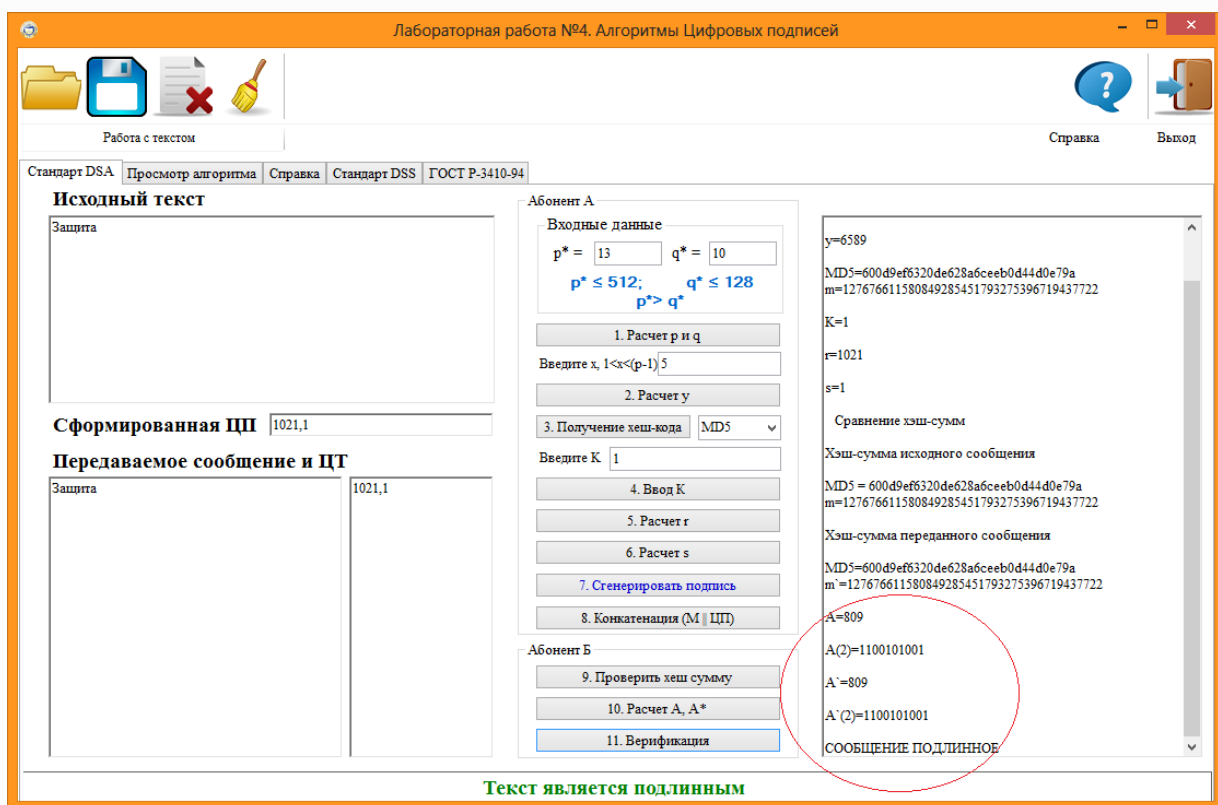 Лабораторная работа №4. Алгоритмы Цифровых подписей
Работа с текстом
Справка
Выход
Стандарт DSA
Просмотр алгоритма
Справка
Стандарт DSS
ГОСТ Р-3410-94
Исходный текст
Защита
Сформированная ЦП
1021,1
Передаваемое сообщение и ЦТ
Защита
1021,1
Абонент А
Входные данные
p* = 13
q* = 10
p* ≤ 512; q* ≤ 128
p*> q*
1. Расчет p и q
Введите x, 1<x<(p-1) 5
2. Расчет y
3. Получение хеш-кода
MD5
Введите K 1
4. Ввод K
5. Расчет r
6. Расчет s
7. Сгенерировать подпись
8. Конкатенация (М || ЦП)
Абонент Б
9. Проверить хеш сумму
10. Расчет A, A*
11. Верификация
y=6589
MD5=600d9ef6320de628a6ceeb0d44d0e79a
m=127676611580849285451793275396719437722
K=1
r=1021
s=1
Сравнение хэш-сумм
Хэш-сумма исходного сообщения
MD5 = 600d9ef6320de628a6ceeb0d44d0e79a
m=127676611580849285451793275396719437722
Хэш-сумма переданного сообщения
MD5=600d9ef6320de628a6ceeb0d44d0e79a
m`=127676611580849285451793275396719437722
A=809
A(2)=1100101001
A`=809
A`(2)=1100101001
СООБЩЕНИЕ ПОДЛИННОЕ
Текст является подлинным